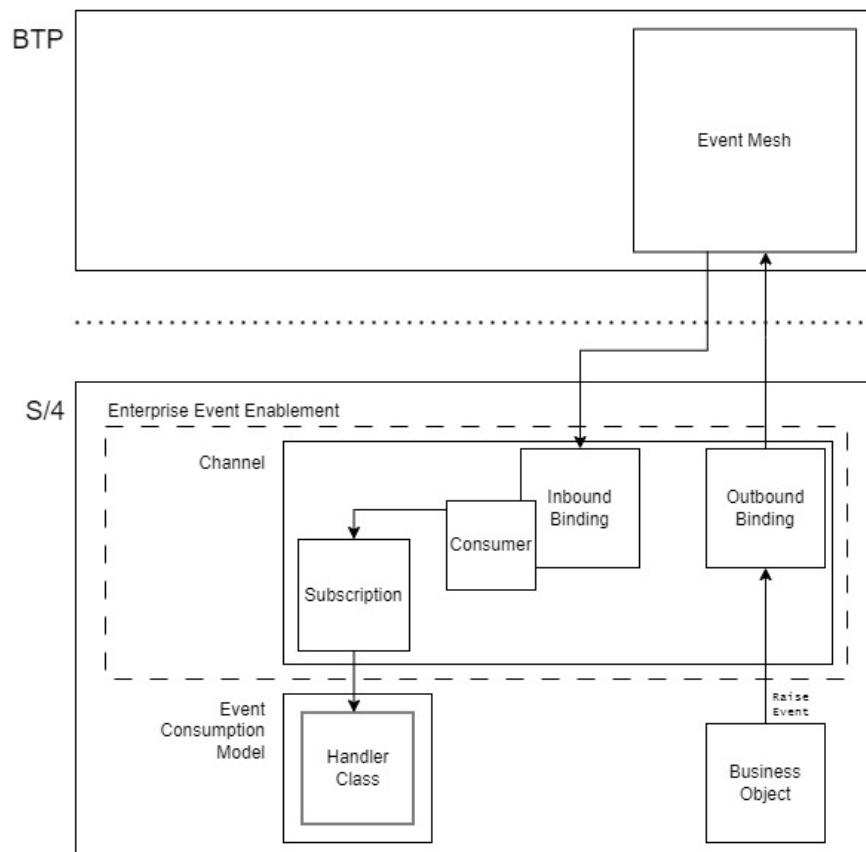 BTP
Event Mesh
S/4
Enterprise Event Enablement
Channel
Inbound
Binding
Outbound
Binding
Consumer
Subscription
Raise
Event
Event
Consumption
Model
Handler
Class
Business
Object